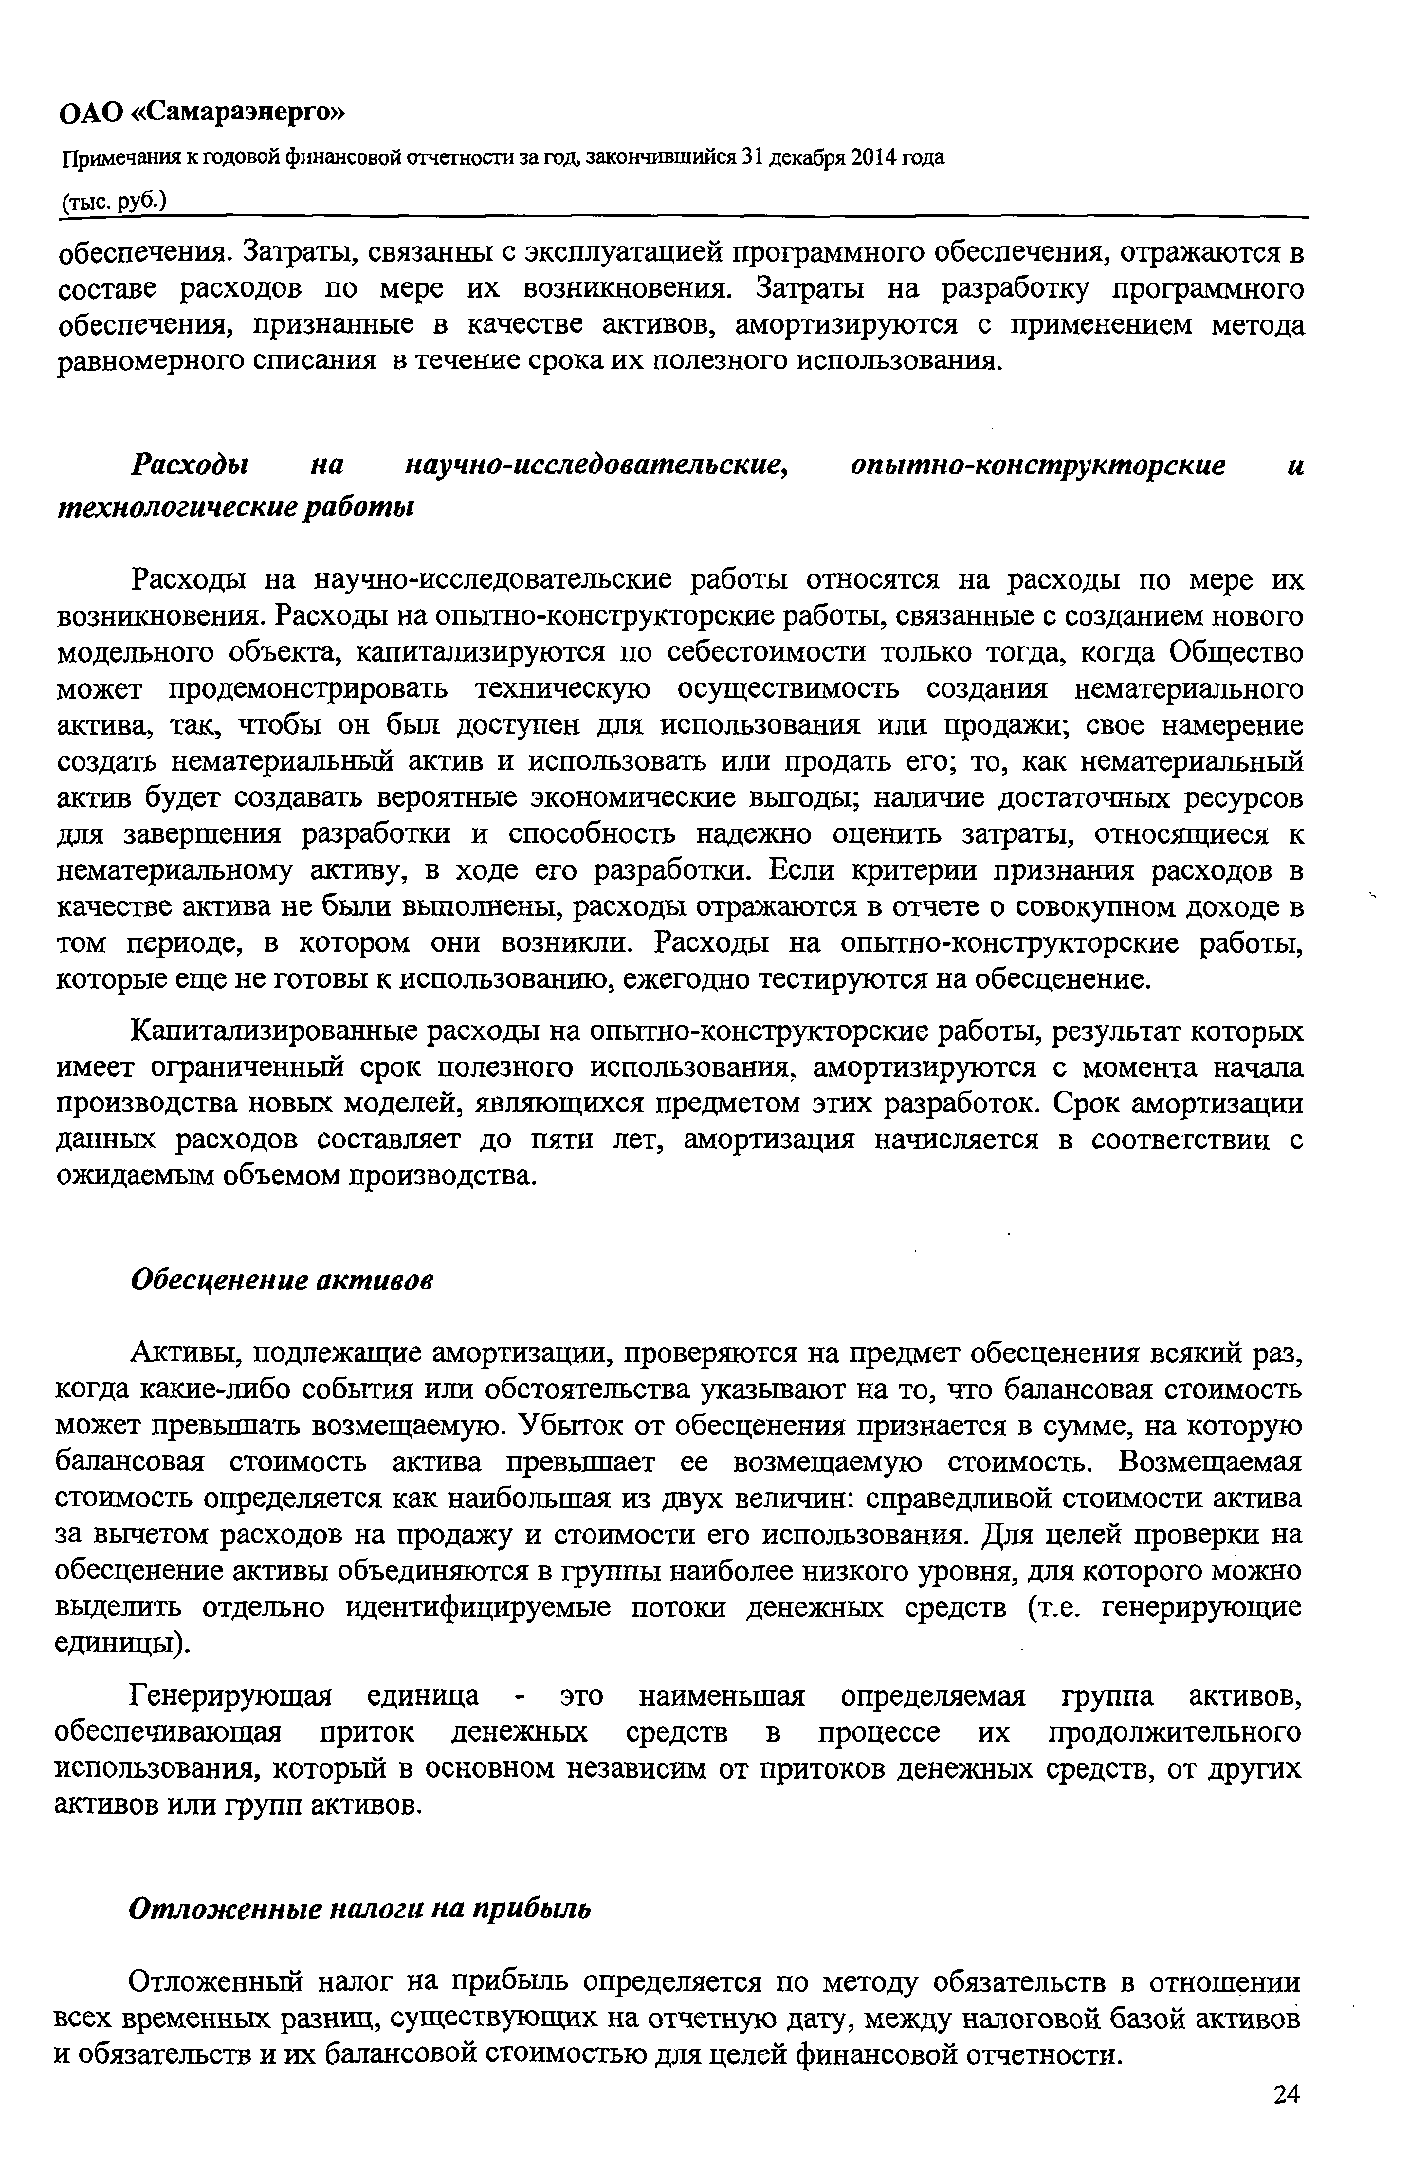 ОАО «Самараэнерго»
Примечания к годовой финансовой отчетности за год, закончившийся 31 декабря 2014 года
(тыс. руб.)
обеспечения. Затраты, связанны с эксплуатацией программного обеспечения, отражаются в
составе расходов по мере их возникновения. Затраты на разработку программного
обеспечения, признанные в качестве активов, амортизируются с применением метода
равномерного списания в течение срока их полезного использования.
Расходы на научно-исследовательские, опытно-конструкторские и
технологические работы
Расходы на научно-исследовательские работы относятся на расходы по мере их
возникновения. Расходы на опытно-конструкторские работы, связанные с созданием нового
модельного объекта, капитализируются по себестоимости только тогда, когда Общество
может продемонстрировать техническую осуществимость создания нематериального
актива, так, чтобы он был доступен для использования или продажи; свое намерение
создать нематериальный актив и использовать или продать его; то, как нематериальный
актив будет создавать вероятные экономические выгоды; наличие достаточных ресурсов
для завершения разработки и способность надежно оценить затраты, относящиеся к
нематериальному активу, в ходе его разработки. Если критерии признания расходов в
качестве актива не были выполнены, расходы отражаются в отчете о совокупном доходе в
том периоде, в котором они возникли. Расходы на опытно-конструкторские работы,
которые еще не готовы к использованию, ежегодно тестируются на обесценение.
Капитализированные расходы на опытно-конструкторские работы, результат которых
имеет ограниченный срок полезного использования, амортизируются с момента начала
производства новых моделей, являющихся предметом этих разработок. Срок амортизации
данных расходов составляет до пяти лет, амортизация начисляется в соответствии с
ожидаемым объемом производства.
Обесценение активов
Активы, подлежащие амортизации, проверяются на предмет обесценения всякий раз,
когда какие-либо события или обстоятельства указывают на то, что балансовая стоимость
может превышать возмещаемую. Убыток от обесценения признается в сумме, на которую
балансовая стоимость актива превышает ее возмещаемую стоимость. Возмещаемая
стоимость определяется как наибольшая из двух величин: справедливой стоимости актива
за вычетом расходов на продажу и стоимости его использования. Для целей проверки на
обесценение активы объединяются в группы наиболее низкого уровня, для которого можно
выделить отдельно идентифицируемые потоки денежных средств (т.е. генерирующие
единицы).
Генерирующая единица - это наименьшая определяемая группа активов,
обеспечивающая приток денежных средств в процессе их продолжительного
использования, который в основном независим от притоков денежных средств, от других
активов или групп активов.
Отложенные налоги на прибыль
Отложенный налог на прибыль определяется по методу обязательств в отношении
всех временных разниц, существующих на отчетную дату, между налоговой базой активов
и обязательств и их балансовой стоимостью для целей финансовой отчетности.
24